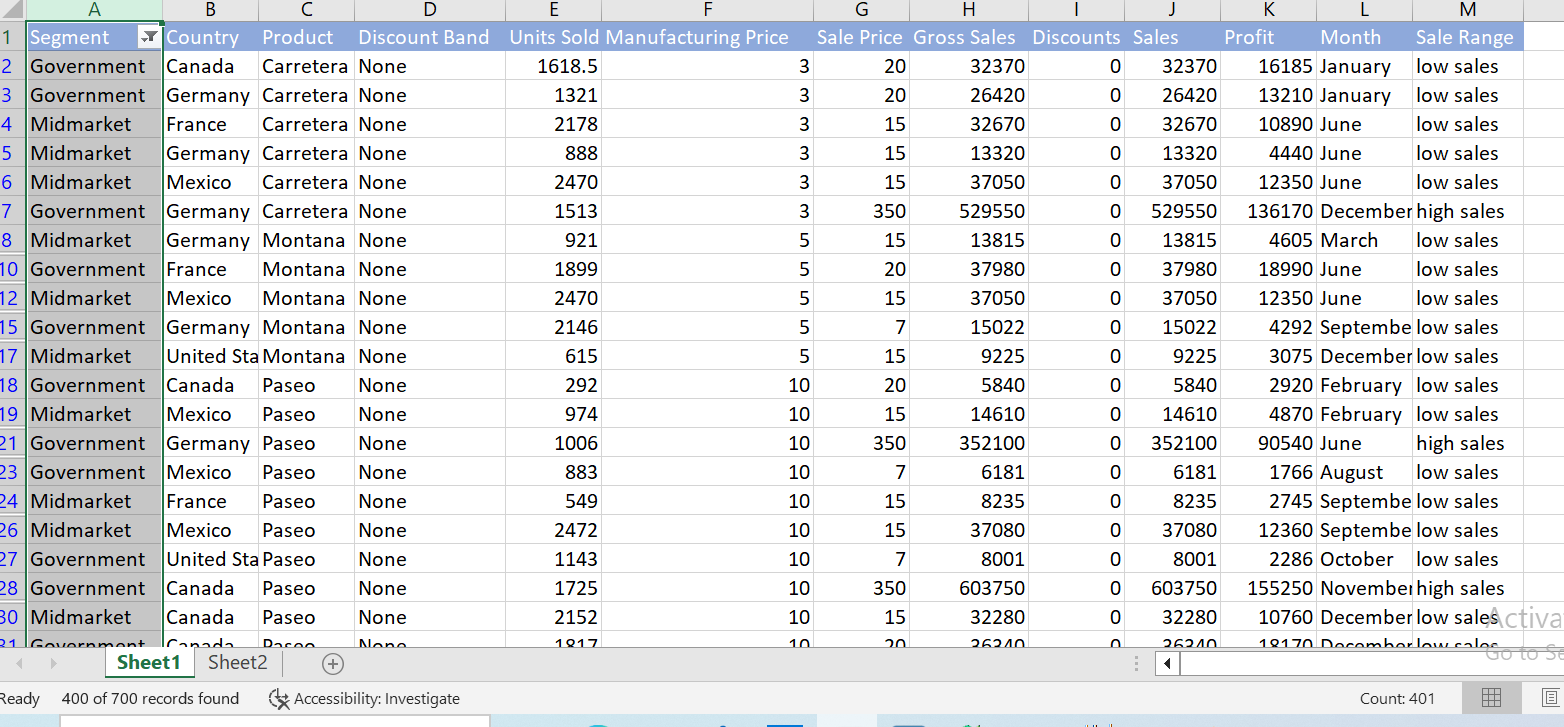 A B C D E F G H I J K L M
1 Segment Country Product Discount Band Units Sold Manufacturing Price Sale Price Gross Sales Discounts Sales Profit Month Sale Range
2 Government Canada Carretera None 1618.5 3 20 32370 0 32370 16185 January low sales
3 Government Germany Carretera None 1321 3 20 26420 0 26420 13210 January low sales
4 Midmarket France Carretera None 2178 3 15 32670 0 32670 10890 June low sales
5 Midmarket Germany Carretera None 888 3 15 13320 0 13320 4440 June low sales
6 Midmarket Mexico Carretera None 2470 3 15 37050 0 37050 12350 June low sales
7 Government Germany Carretera None 1513 3 350 529550 0 529550 136170 December high sales
8 Midmarket Germany Montana None 921 5 15 13815 0 13815 4605 March low sales
10 Government France Montana None 1899 5 20 37980 0 37980 18990 June low sales
12 Midmarket Mexico Montana None 2470 5 15 37050 0 37050 12350 June low sales
15 Government Germany Montana None 2146 5 7 15022 0 15022 4292 Septembe low sales
17 Midmarket United Sta Montana None 615 5 15 9225 0 9225 3075 December low sales
18 Government Canada Paseo None 292 10 20 5840 0 5840 2920 February low sales
19 Midmarket Mexico Paseo None 974 10 15 14610 0 14610 4870 February low sales
21 Government Germany Paseo None 1006 10 350 352100 0 352100 90540 June high sales
23 Government Mexico Paseo None 883 10 7 6181 0 6181 1766 August low sales
24 Midmarket France Paseo None 549 10 15 8235 0 8235 2745 Septembe low sales
26 Midmarket Mexico Paseo None 2472 10 15 37080 0 37080 12360 Septembe low sales
27 Government United Sta Paseo None 1143 10 7 8001 0 8001 2286 October low sales
28 Government Canada Paseo None 1725 10 350 603750 0 603750 155250 November high sales
30 Midmarket Canada Paseo None 2152 10 15 32280 0 32280 10760 December low sales
31 Government Canada Paseo None 1817 10 20 36340 0 36340 18170 December low sales
Activa
Go to Se
Sheet1 Sheet2
Ready 400 of 700 records found Accessibility: Investigate Count: 401